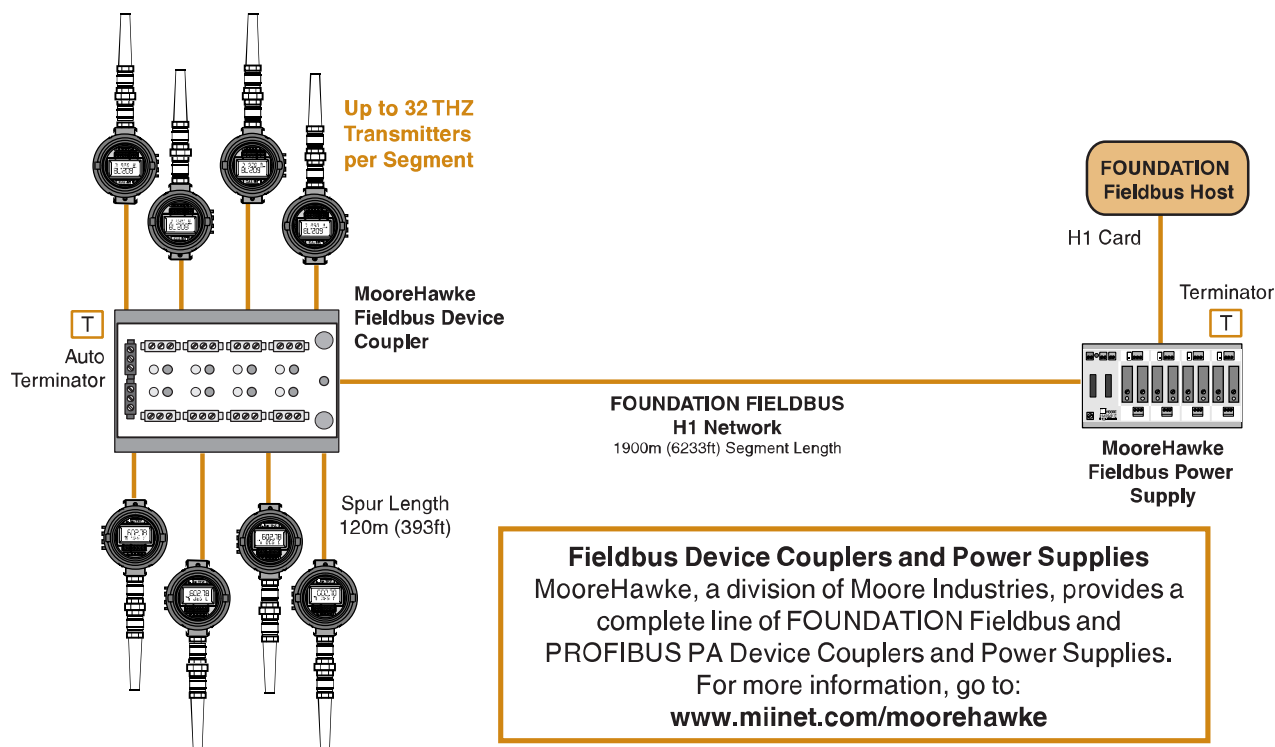 Up to 32 THZ
Transmitters
per Segment
FOUNDATION
Fieldbus Host
H1 Card
Terminator
T
MooreHawke
Fieldbus Device
Coupler
T
Auto
Terminator
FOUNDATION FIELDBUS
H1 Network
1900m (6233ft) Segment Length
MooreHawke
Fieldbus Power
Supply
Spur Length
120m (393ft)
Fieldbus Device Couplers and Power Supplies
MooreHawke, a division of Moore Industries, provides a
complete line of FOUNDATION Fieldbus and
PROFIBUS PA Device Couplers and Power Supplies.
For more information, go to:
www.miinet.com/moorehawke